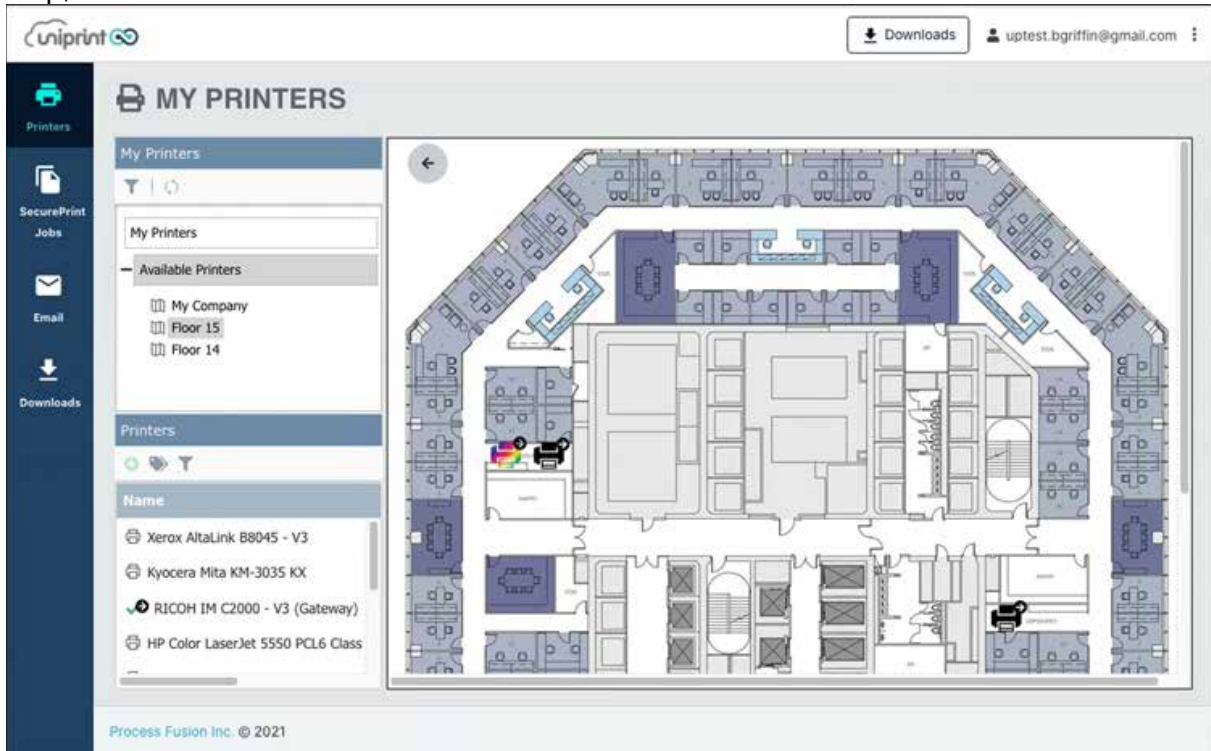 uniprint
Downloads
uptest.bgriffin@gmail.com
Printers
SecurePrint
Jobs
Email
Downloads
MY PRINTERS
My Printers
My Printers
Available Printers
My Company
Floor 15
Floor 14
Printers
Name
Xerox AltaLink B8045 - V3
Kyocera Mita KM-3035 KX
RICOH IM C2000 - V3 (Gateway)
HP Color LaserJet 5550 PCL6 Class
Process Fusion Inc. © 2021